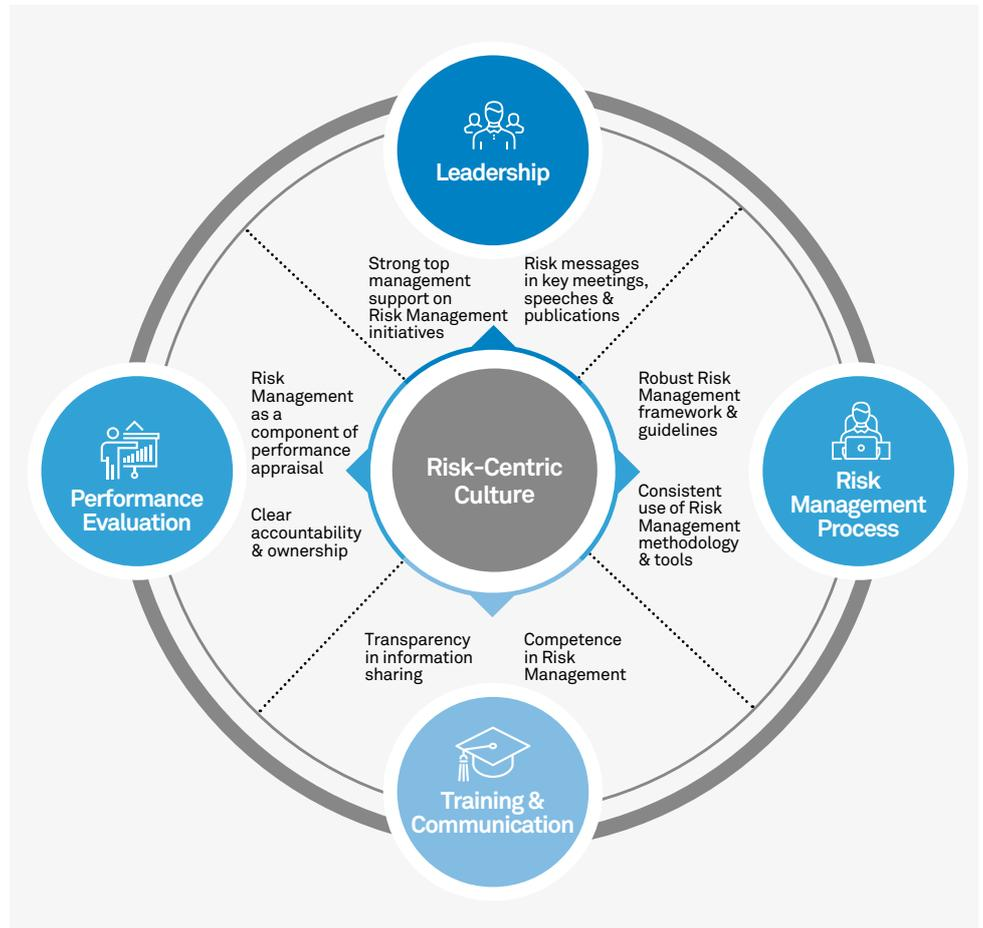 Leadership
Strong top
management
support on
Risk Management
initiatives
Risk messages
in key meetings,
speeches &
publications
Risk
Management
as a
component of
performance
appraisal
Clear
accountability
& ownership
Performance
Evaluation
Risk-Centric
Culture
Robust Risk
Management
framework &
guidelines
Consistent
use of Risk
Management
methodology
& tools
Risk
Management
Process
Transparency
in information
sharing
Competence
in Risk
Management
Training &
Communication